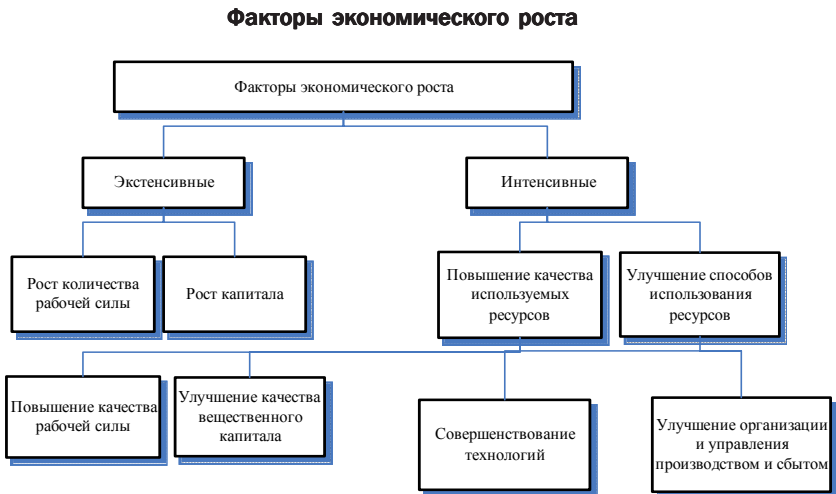 Факторы экономического роста
Факторы экономического роста
Экстенсивные
Интенсивные
Рост количества
рабочей силы
Рост капитала
Повышение качества
используемых
ресурсов
Улучшение способов
использования
ресурсов
Повышение качества
рабочей силы
Улучшение качества
вещественного
капитала
Совершенствование
технологий
Улучшение организации
и управления
производством и сбытом